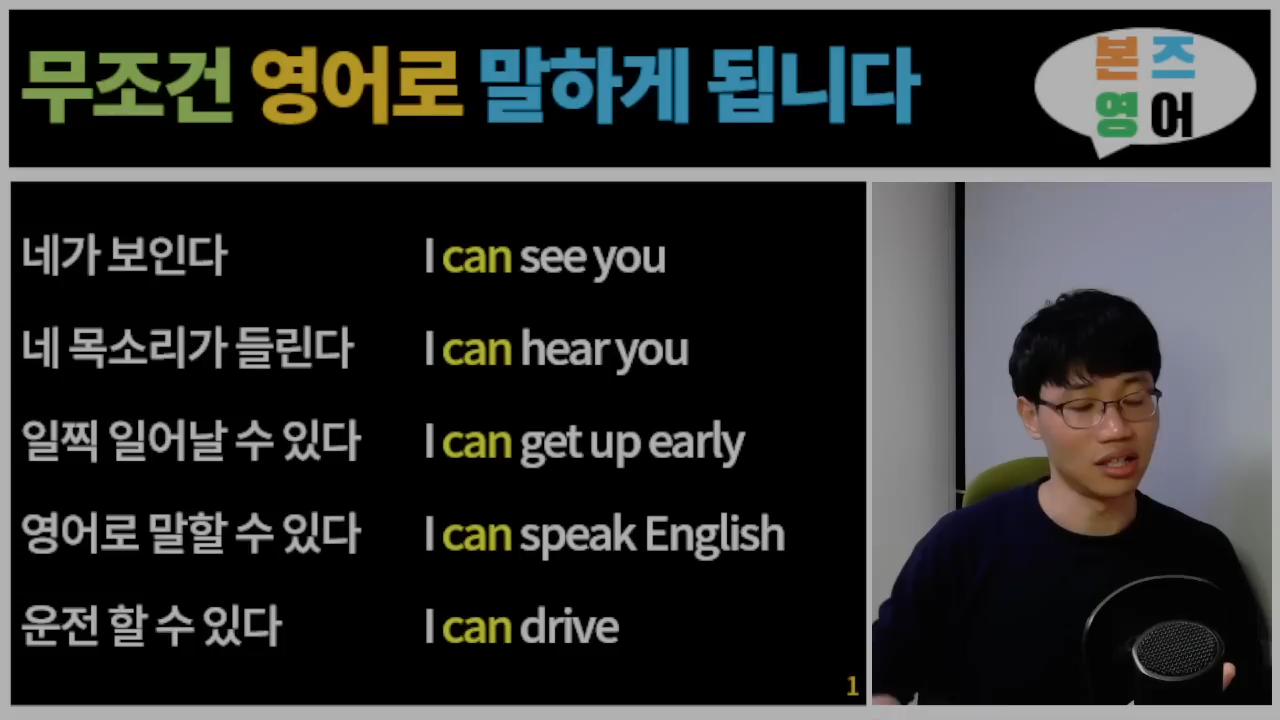 무조건 영어로 말하게 됩니다
본즈
영어
네가 보인다 I can see you
네 목소리가 들린다 I can hear you
일찍 일어날 수 있다 I can get up early
영어로 말할 수 있다 I can speak English
운전 할 수 있다 I can drive
1